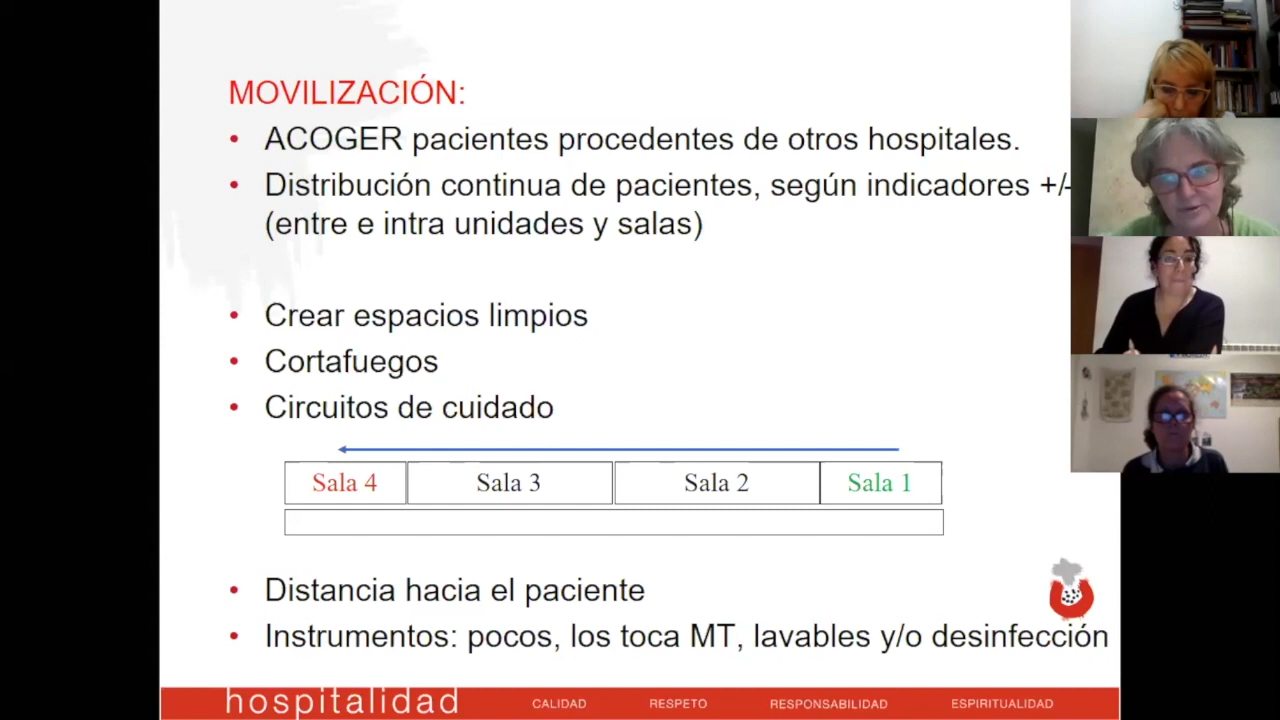 MOVILIZACIÓN:
• ACOGER pacientes procedentes de otros hospitales.
• Distribución continua de pacientes, según indicadores +/-
(entre e intra unidades y salas)
• Crear espacios limpios
• Cortafuegos
• Circuitos de cuidado
Sala 4 Sala 3 Sala 2 Sala 1
• Distancia hacia el paciente
• Instrumentos: pocos, los toca MT, lavables y/o desinfección
hospitalidad CALIDAD RESPETO RESPONSABILIDAD ESPIRITUALIDAD